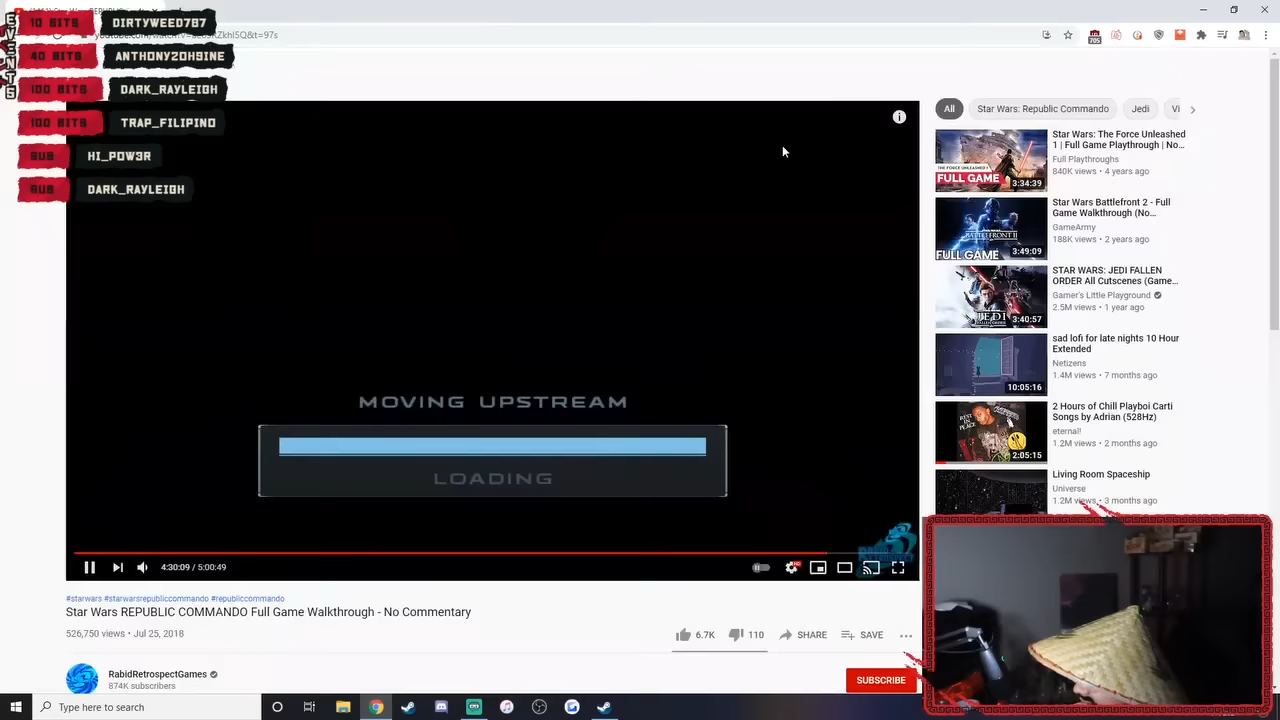 10 BITS DIRTYWEED787
40 BITS ANTHONYZOHSINE
100 BITS DARK_RAYLEIGH
100 BITS TRAP_FILIPINO
SUB HI_POW3R
SUB DARK_RAYLEIGH
EVENTS
MOVING UPSTREAM
LOADING
4:30:09 / 5:00:49
#starwars #starwarsrepubliccommando #republiccommando
Star Wars REPUBLIC COMMANDO Full Game Walkthrough - No Commentary
526,750 views • Jul 25, 2018
6.7K 110 SHARE SAVE
RabidRetrospectGames
874K subscribers
SUBSCRIBE
All Star Wars: Republic Commando Jedi Vi
Star Wars: The Force Unleashed
1 | Full Game Playthrough | No...
Full Playthroughs
840K views • 4 years ago
FULL GAME
3:34:39
Star Wars Battlefront 2 - Full
Game Walkthrough (No...
GameArmy
188K views • 2 years ago
BATTLEFRONT II
FULL GAME
3:49:09
STAR WARS: JEDI FALLEN
ORDER All Cutscenes (Game...
Gamer's Little Playground
2.5M views • 1 year ago
JEDI
3:40:57
sad lofi for late nights 10 Hour
Extended
Netizens
1.4M views • 7 months ago
10:05:16
2 Hours of Chill Playboi Carti
Songs by Adrian (528Hz)
eternal!
1.2M views • 2 months ago
2:05:15
Living Room Spaceship
Universe
1.2M views • 3 months ago
705
Type here to search